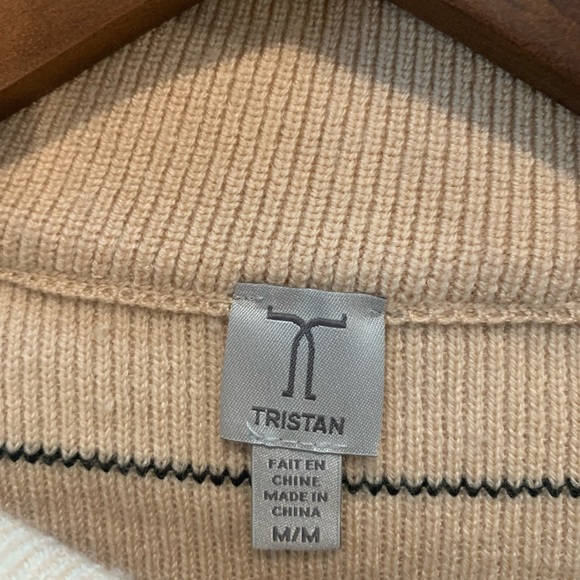 TRISTAN
FAIT EN
CHINE
MADE IN
CHINA
M/M